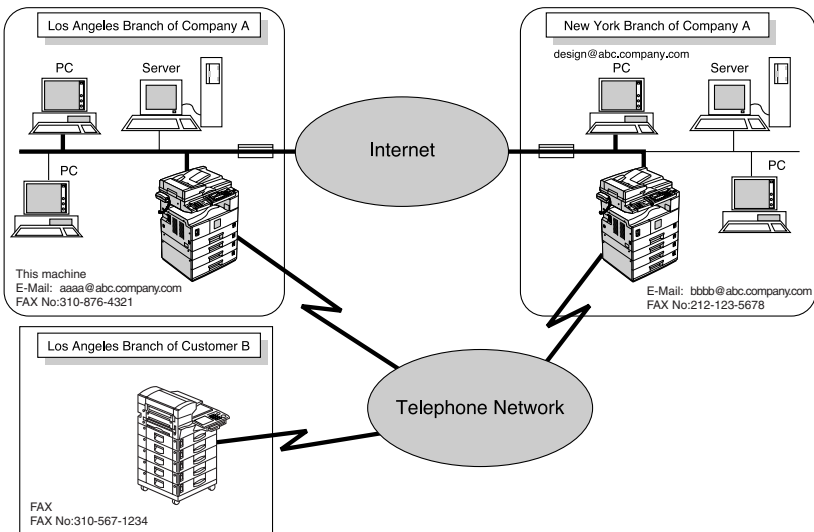 Los Angeles Branch of Company A
PC
Server
PC
This machine
E-Mail: aaaa@abc.company.com
FAX No:310-876-4321
Internet
New York Branch of Company A
design@abc.company.com
PC
Server
PC
E-Mail: bbbb@abc.company.com
FAX No:212-123-5678
Los Angeles Branch of Customer B
FAX
FAX No:310-567-1234
Telephone Network